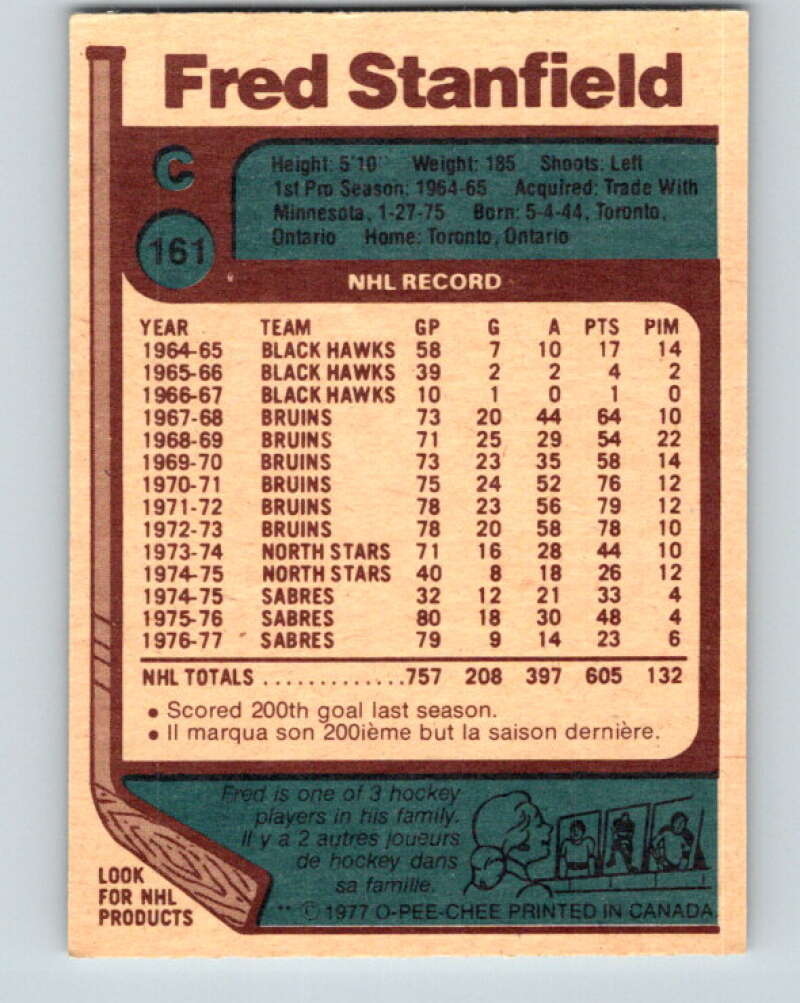 Fred Stanfield
C
161
Height: 5'10" Weight: 185 Shoots: Left
1st Pro Season: 1964-65 Acquired: Trade With
Minnesota, 1-27-75 Born: 5-4-44, Toronto,
Ontario Home: Toronto, Ontario
NHL RECORD
YEAR TEAM GP G A PTS PIM
1964-65 BLACK HAWKS 58 7 10 17 14
1965-66 BLACK HAWKS 39 2 2 4 2
1966-67 BLACK HAWKS 10 1 0 1 0
1967-68 BRUINS 73 20 44 64 10
1968-69 BRUINS 71 25 29 54 22
1969-70 BRUINS 73 23 35 58 14
1970-71 BRUINS 75 24 52 76 12
1971-72 BRUINS 78 23 56 79 12
1972-73 BRUINS 78 20 58 78 10
1973-74 NORTH STARS 71 16 28 44 10
1974-75 NORTH STARS 40 8 18 26 12
1974-75 SABRES 32 12 21 33 4
1975-76 SABRES 80 18 30 48 4
1976-77 SABRES 79 9 14 23 6
NHL TOTALS ............757 208 397 605 132
• Scored 200th goal last season.
• Il marqua son 200ième but la saison dernière.
Fred is one of 3 hockey
players in his family.
Il y a 2 autres joueurs
de hockey dans
sa famille.
LOOK
FOR NHL
PRODUCTS
** © 1977 O-PEE-CHEE PRINTED IN CANADA